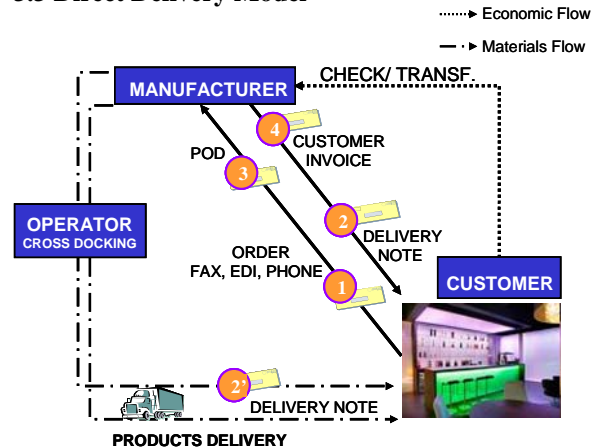 Economic Flow
Materials Flow
MANUFACTURER
CHECK/ TRANSF.
4
CUSTOMER
INVOICE
POD
3
OPERATOR
CROSS DOCKING
2
DELIVERY
NOTE
ORDER
FAX, EDI, PHONE
1
CUSTOMER
2'
DELIVERY NOTE
PRODUCTS DELIVERY